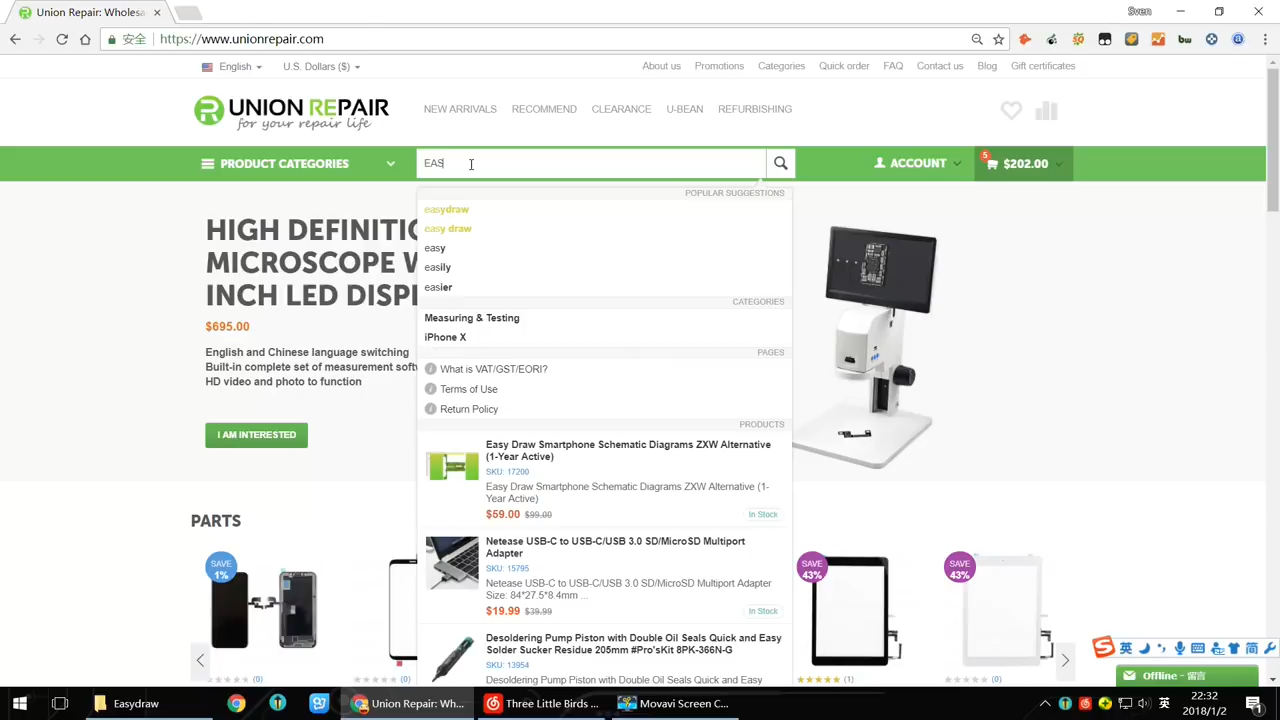 Union Repair: Wholes
Sven
安全
https://www.unionrepair.com
English
U.S. Dollars ($)
About us
Promotions
Categories
Quick order
FAQ
Contact us
Blog
Gift certificates
UNION REPAIR
for your repair life
NEW ARRIVALS
RECOMMEND
CLEARANCE
U-BEAN
REFURBISHING
PRODUCT CATEGORIES
EAS
ACCOUNT
5
$202.00
HIGH DEFINITI
MICROSCOPE W
INCH LED DISPL
$695.00
English and Chinese language switching
Built-in complete set of measurement softw
HD video and photo to function
I AM INTERESTED
POPULAR SUGGESTIONS
easydraw
easy draw
easy
easily
easier
CATEGORIES
Measuring & Testing
iPhone X
PAGES
What is VAT/GST/EORI?
Terms of Use
Return Policy
PRODUCTS
Easy Draw Smartphone Schematic Diagrams ZXW Alternative
(1-Year Active)
SKU: 17200
Easy Draw Smartphone Schematic Diagrams ZXW Alternative (1-
Year Active)
$59.00 $99.00
In Stock
Netease USB-C to USB-C/USB 3.0 SD/MicroSD Multiport
Adapter
SKU: 15795
Netease USB-C to USB-C/USB 3.0 SD/MicroSD Multiport Adapter
Size: 84*27.5*8.4mm ...
$19.99 $39.99
In Stock
Desoldering Pump Piston with Double Oil Seals Quick and Easy
Solder Sucker Residue 205mm #Pro'sKit 8PK-366N-G
SKU: 13954
Desoldering Pump Piston with Double Oil Seals Quick and Easy
PARTS
SAVE
1%
SAVE
43%
SAVE
43%
(0)
(0)
(1)
(0)
英
简
Offline - 留言
Easydraw
Union Repair: Wh...
Three Little Birds ...
Movavi Screen C...
英
22:32
2018/1/2